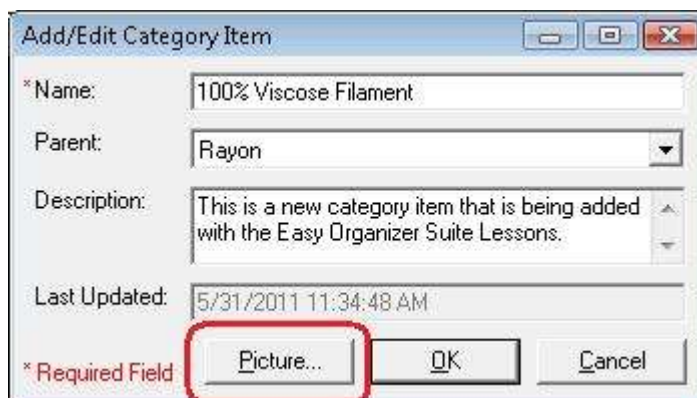 Add/Edit Category Item
*Name: 100% Viscose Filament
Parent: Rayon
Description: This is a new category item that is being added
with the Easy Organizer Suite Lessons.
Last Updated: 5/31/2011 11:34:48 AM
* Required Field Picture... OK Cancel